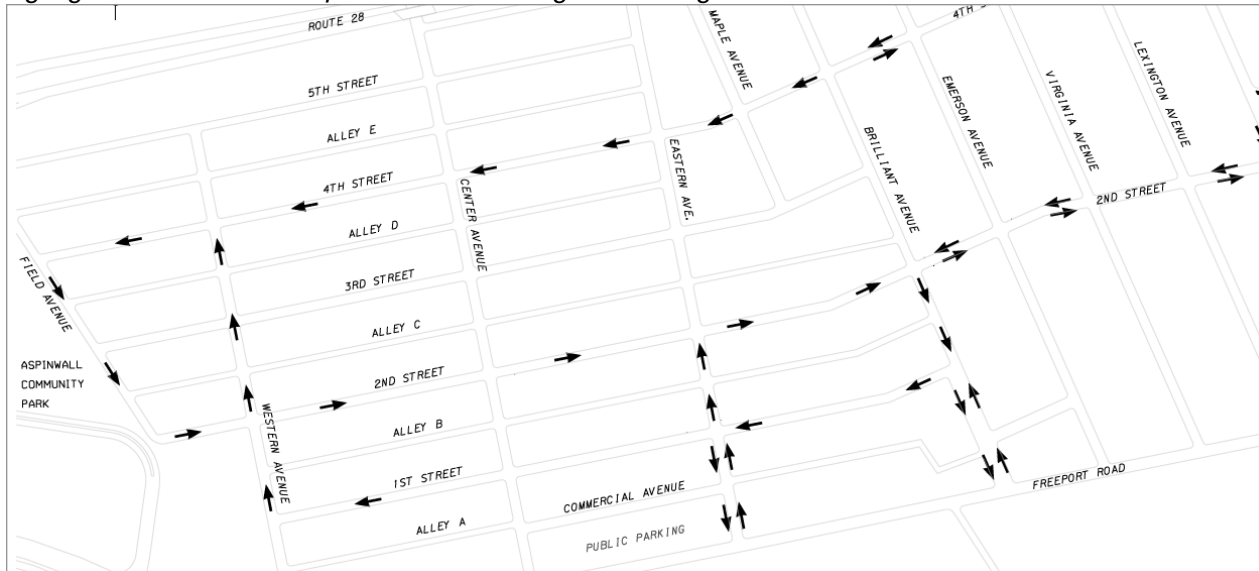 ROUTE 28
4TH S
MAPLE AVENUE
5TH STREET
ALLEY E
4TH STREET
CENTER AVENUE
EASTERN AVE.
BRILLIANT AVENUE
EMERSON AVENUE
VIRGINIA AVENUE
LEXINGTON AVENUE
2ND STREET
ALLEY D
3RD STREET
ALLEY C
FIELD AVENUE
ASPINWALL
COMMUNITY
PARK
2ND STREET
WESTERN AVENUE
ALLEY B
1ST STREET
ALLEY A
COMMERCIAL AVENUE
PUBLIC PARKING
FREEPORT ROAD